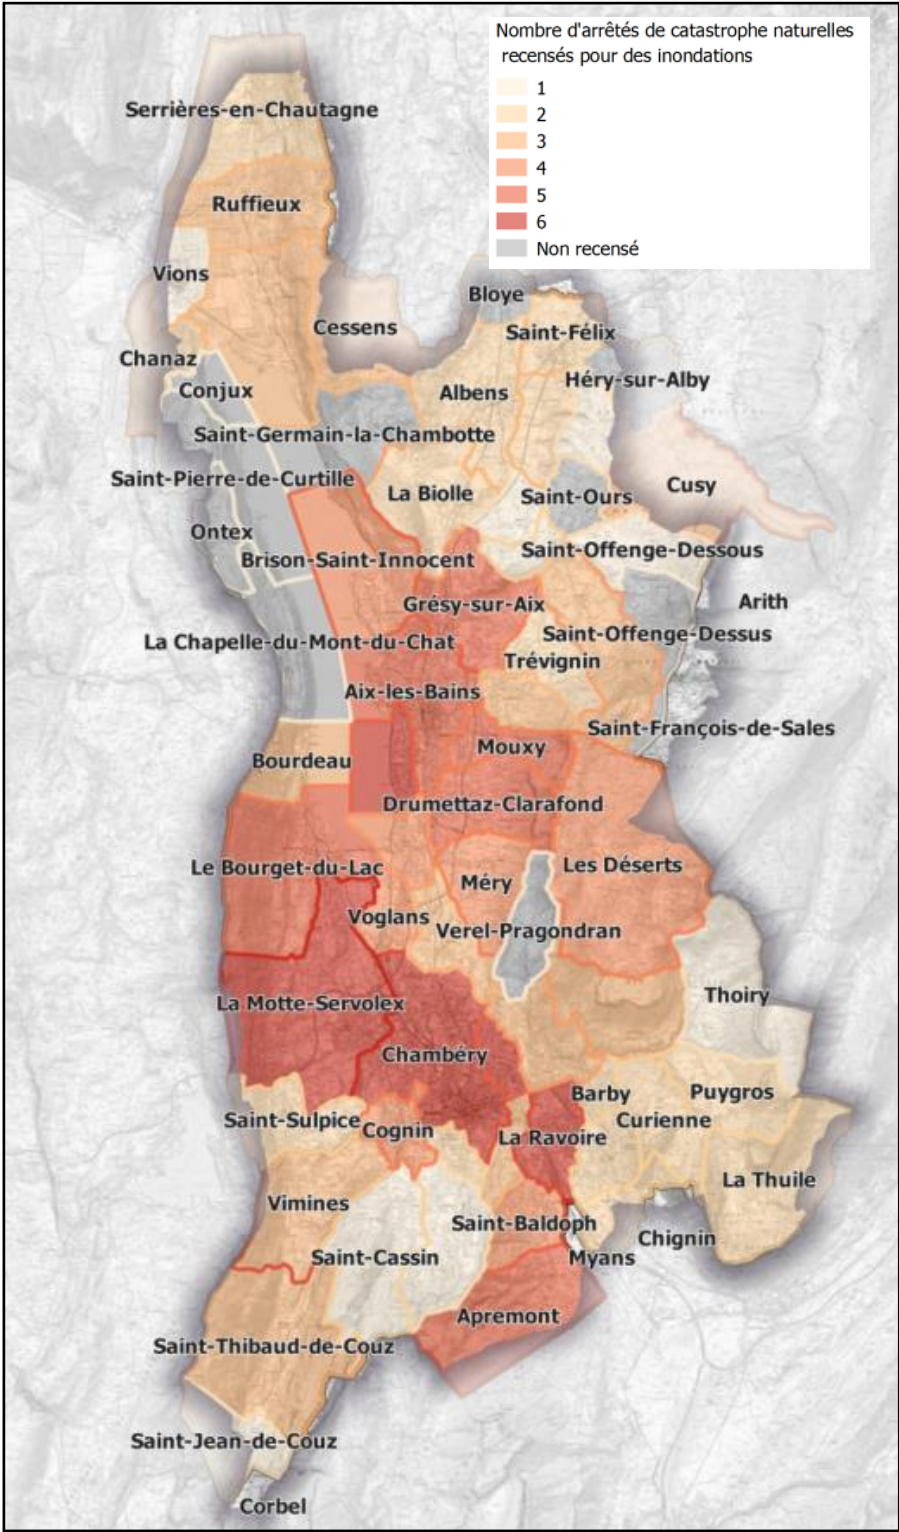 Nombre d'arrêtés de catastrophe naturelles
recensés pour des inondations
1
2
3
4
5
6
Non recensé
Serrières-en-Chautagne
Ruffieux
Vions
Bloye
Cessens
Saint-Félix
Chanaz
Héry-sur-Alby
Conjux
Albens
Saint-Germain-la-Chambotte
Saint-Pierre-de-Curtille
Cusy
La Biolle
Saint-Ours
Ontex
Saint-Offenge-Dessous
Brison-Saint-Innocent
Arith
Grésy-sur-Aix
Saint-Offenge-Dessus
La Chapelle-du-Mont-du-Chat
Trévignin
Aix-les-Bains
Saint-François-de-Sales
Mouxy
Bourdeau
Drumettaz-Clarafond
Le Bourget-du-Lac
Les Déserts
Méry
Voglans
Verel-Pragondran
Thoiry
La Motte-Servolex
Chambéry
Barby
Puygros
Saint-Sulpice
Curienne
Cognin
La Ravoire
La Thuile
Vimines
Saint-Baldoph
Chignin
Saint-Cassin
Myans
Apremont
Saint-Thibaud-de-Couz
Saint-Jean-de-Couz
Corbel